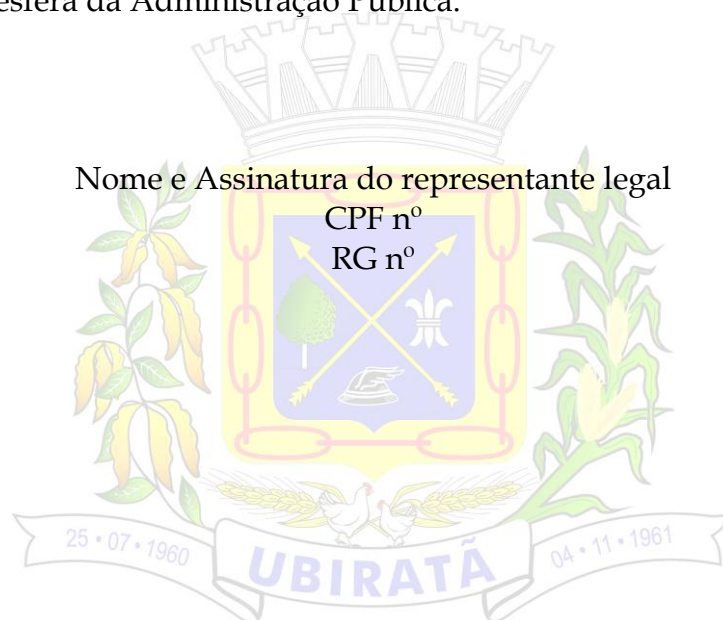 esfera da Administração Pública.
Nome e Assinatura do representante legal
CPF nº
RG nº
25 • 07 • 1960
UBIRATÃ
04 • 11 • 1961